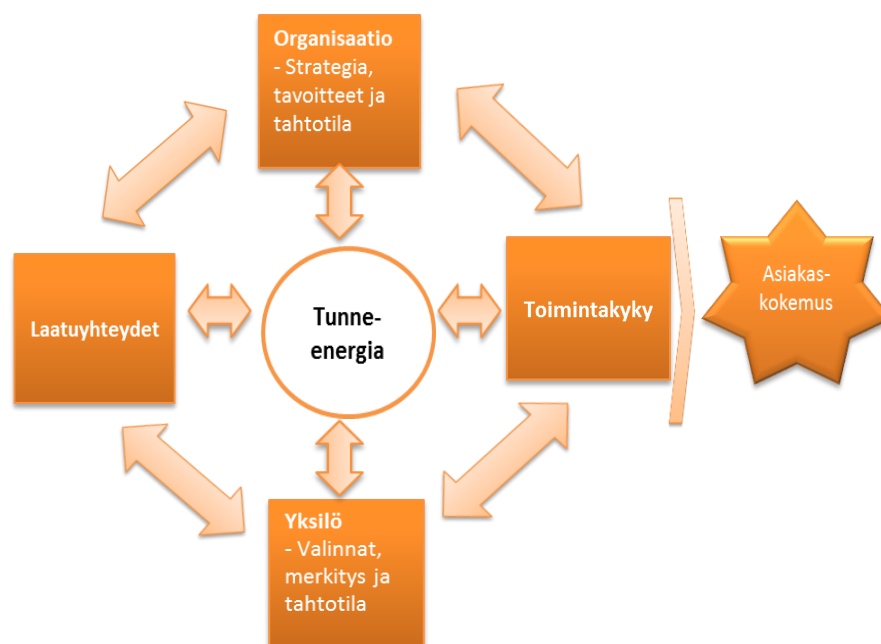 Organisaatio
- Strategia,
tavoitteet ja
tahtotila
Laatuyhteydet
Tunne-
energia
Toimintakyky
Asiakas-
kokemus
Yksilö
- Valinnat,
merkitys ja
tahtotila